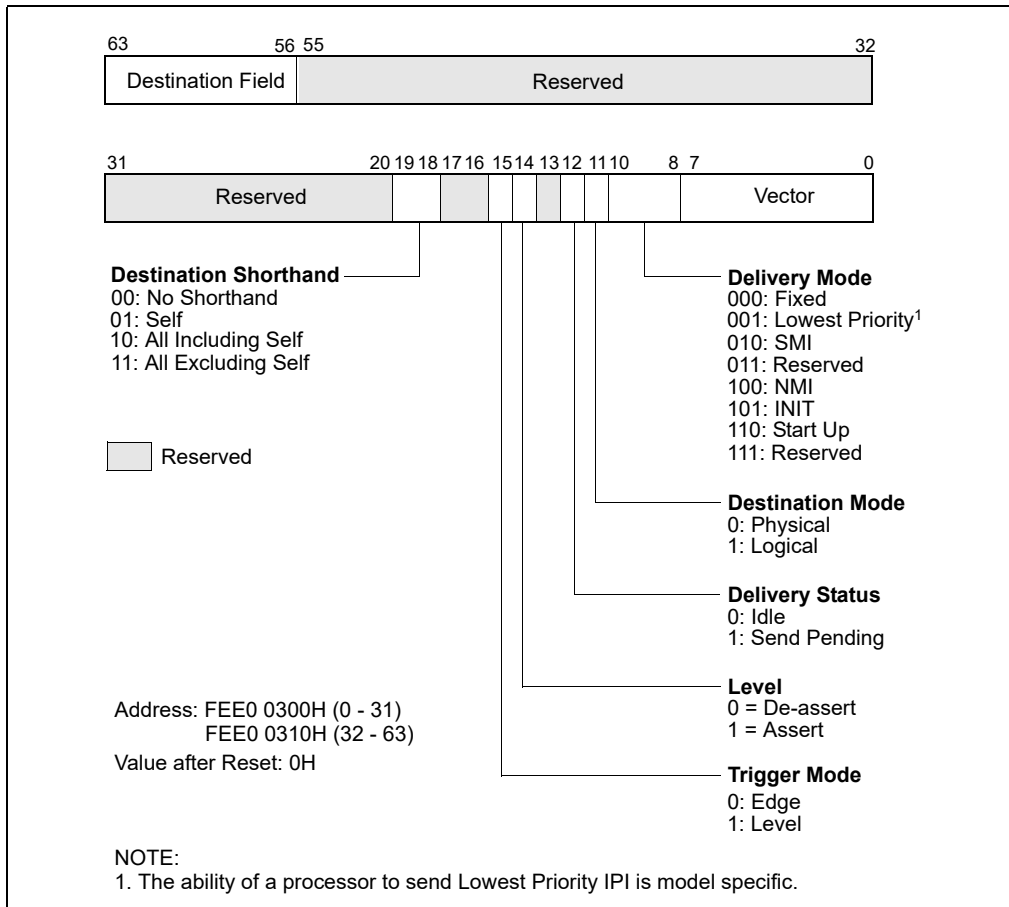 63 56 55 32
Destination Field Reserved
31 20 19 18 17 16 15 14 13 12 11 10 8 7 0
Reserved Vector
Destination Shorthand
00: No Shorthand
01: Self
10: All Including Self
11: All Excluding Self
Reserved
Delivery Mode
000: Fixed
001: Lowest Priority¹
010: SMI
011: Reserved
100: NMI
101: INIT
110: Start Up
111: Reserved
Destination Mode
0: Physical
1: Logical
Delivery Status
0: Idle
1: Send Pending
Level
0 = De-assert
1 = Assert
Trigger Mode
0: Edge
1: Level
Address: FEE0 0300H (0 - 31)
FEE0 0310H (32 - 63)
Value after Reset: 0H
NOTE:
1. The ability of a processor to send Lowest Priority IPI is model specific.